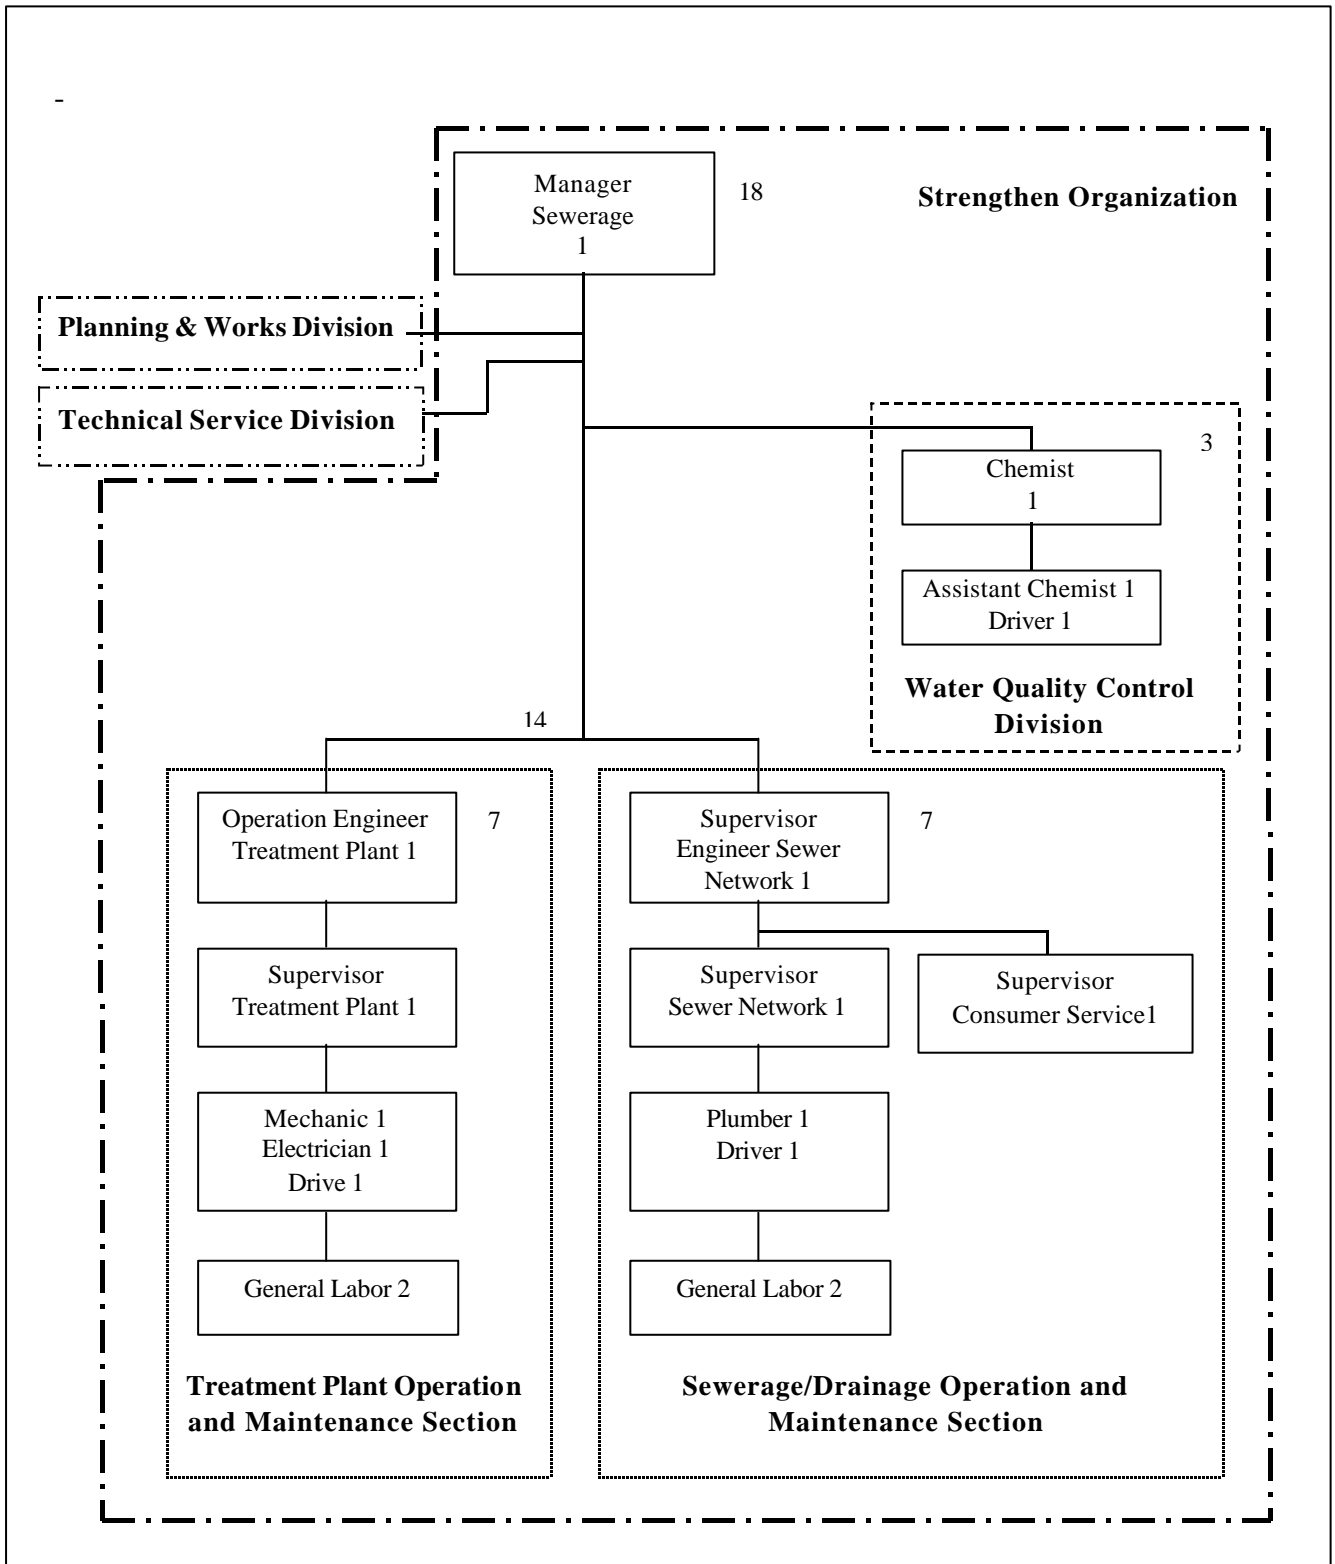 -
Manager
Sewerage
1
18
Strengthen Organization
Planning & Works Division
Technical Service Division
3
Chemist
1
Assistant Chemist 1
Driver 1
Water Quality Control
Division
14
Operation Engineer
Treatment Plant 1
7
Supervisor
Treatment Plant 1
Mechanic 1
Electrician 1
Drive 1
General Labor 2
Treatment Plant Operation
and Maintenance Section
Supervisor
Engineer Sewer
Network 1
7
Supervisor
Sewer Network 1
Supervisor
Consumer Service1
Plumber 1
Driver 1
General Labor 2
Sewerage/Drainage Operation and
Maintenance Section